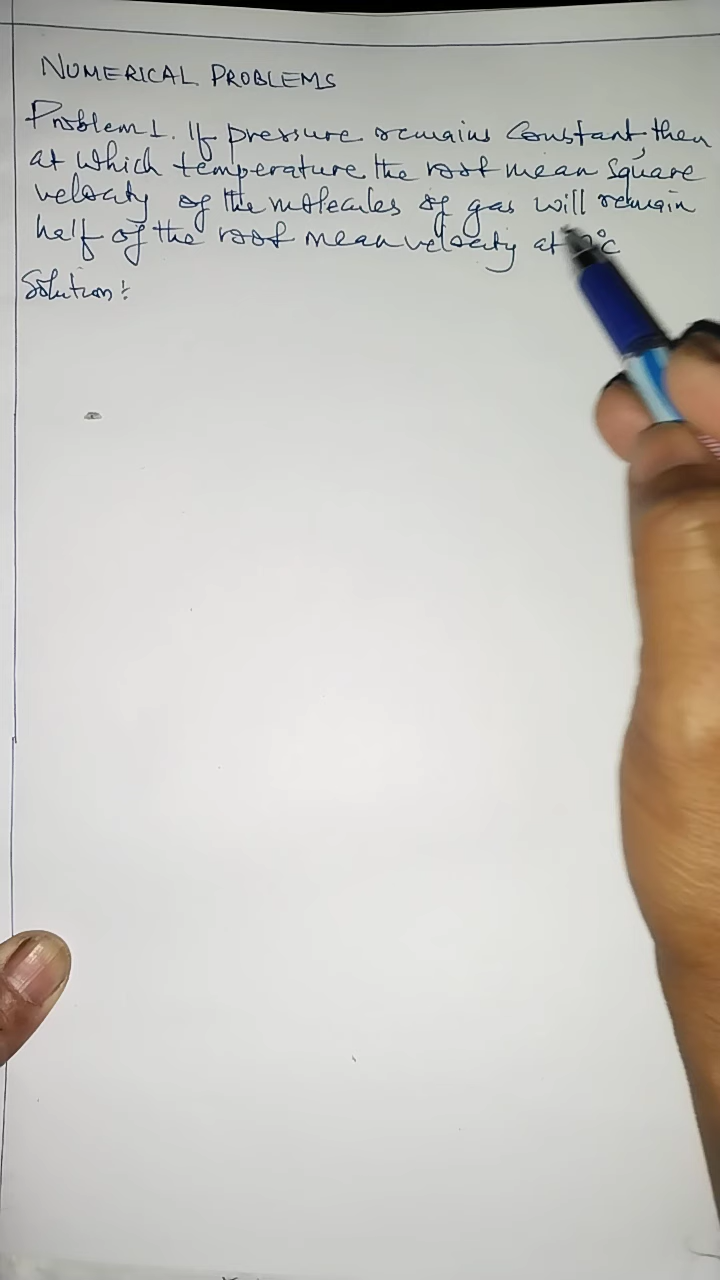 NUMERICAL PROBLEMS
Problem 1. If pressure remains Constant, then
at which temperature the root mean square
velocity of the molecules of gas will remain
half of the root mean velocity at °C
Solution: